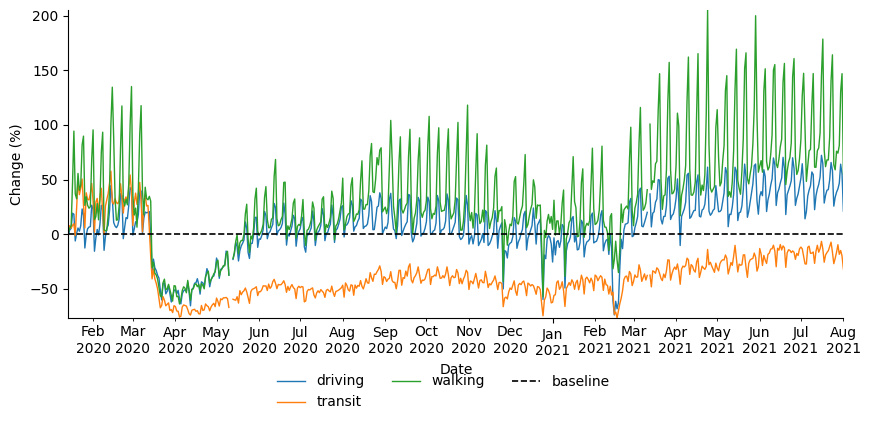 200
150
100
50
0
−50
Change (%)
Feb 2020
Mar 2020
Apr 2020
May 2020
Jun 2020
Jul 2020
Aug 2020
Sep 2020
Oct 2020
Nov 2020
Dec 2020
Jan 2021
Feb 2021
Mar 2021
Apr 2021
May 2021
Jun 2021
Jul 2021
Aug 2021
Date
driving
walking
baseline
transit